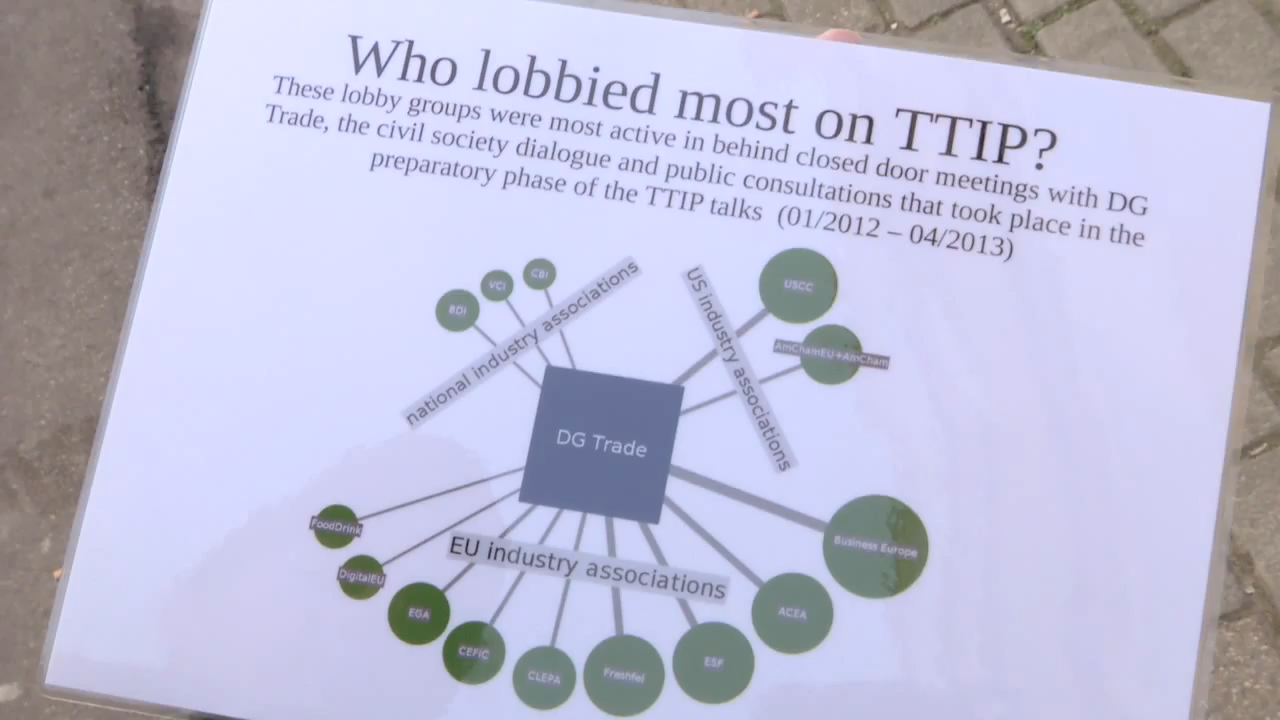 Who lobbied most on TTIP?
These lobby groups were most active in behind closed door meetings with DG
Trade, the civil society dialogue and public consultations that took place in the
preparatory phase of the TTIP talks (01/2012 – 04/2013)
CBI
VCI
BDI
national industry associations
US industry associations
USCC
AmChamEU+AmCham
DG Trade
FoodDrink
DigitalEU
EGA
CEFIC
CLEPA
Freshfel
ESF
ACEA
Business Europe
EU industry associations